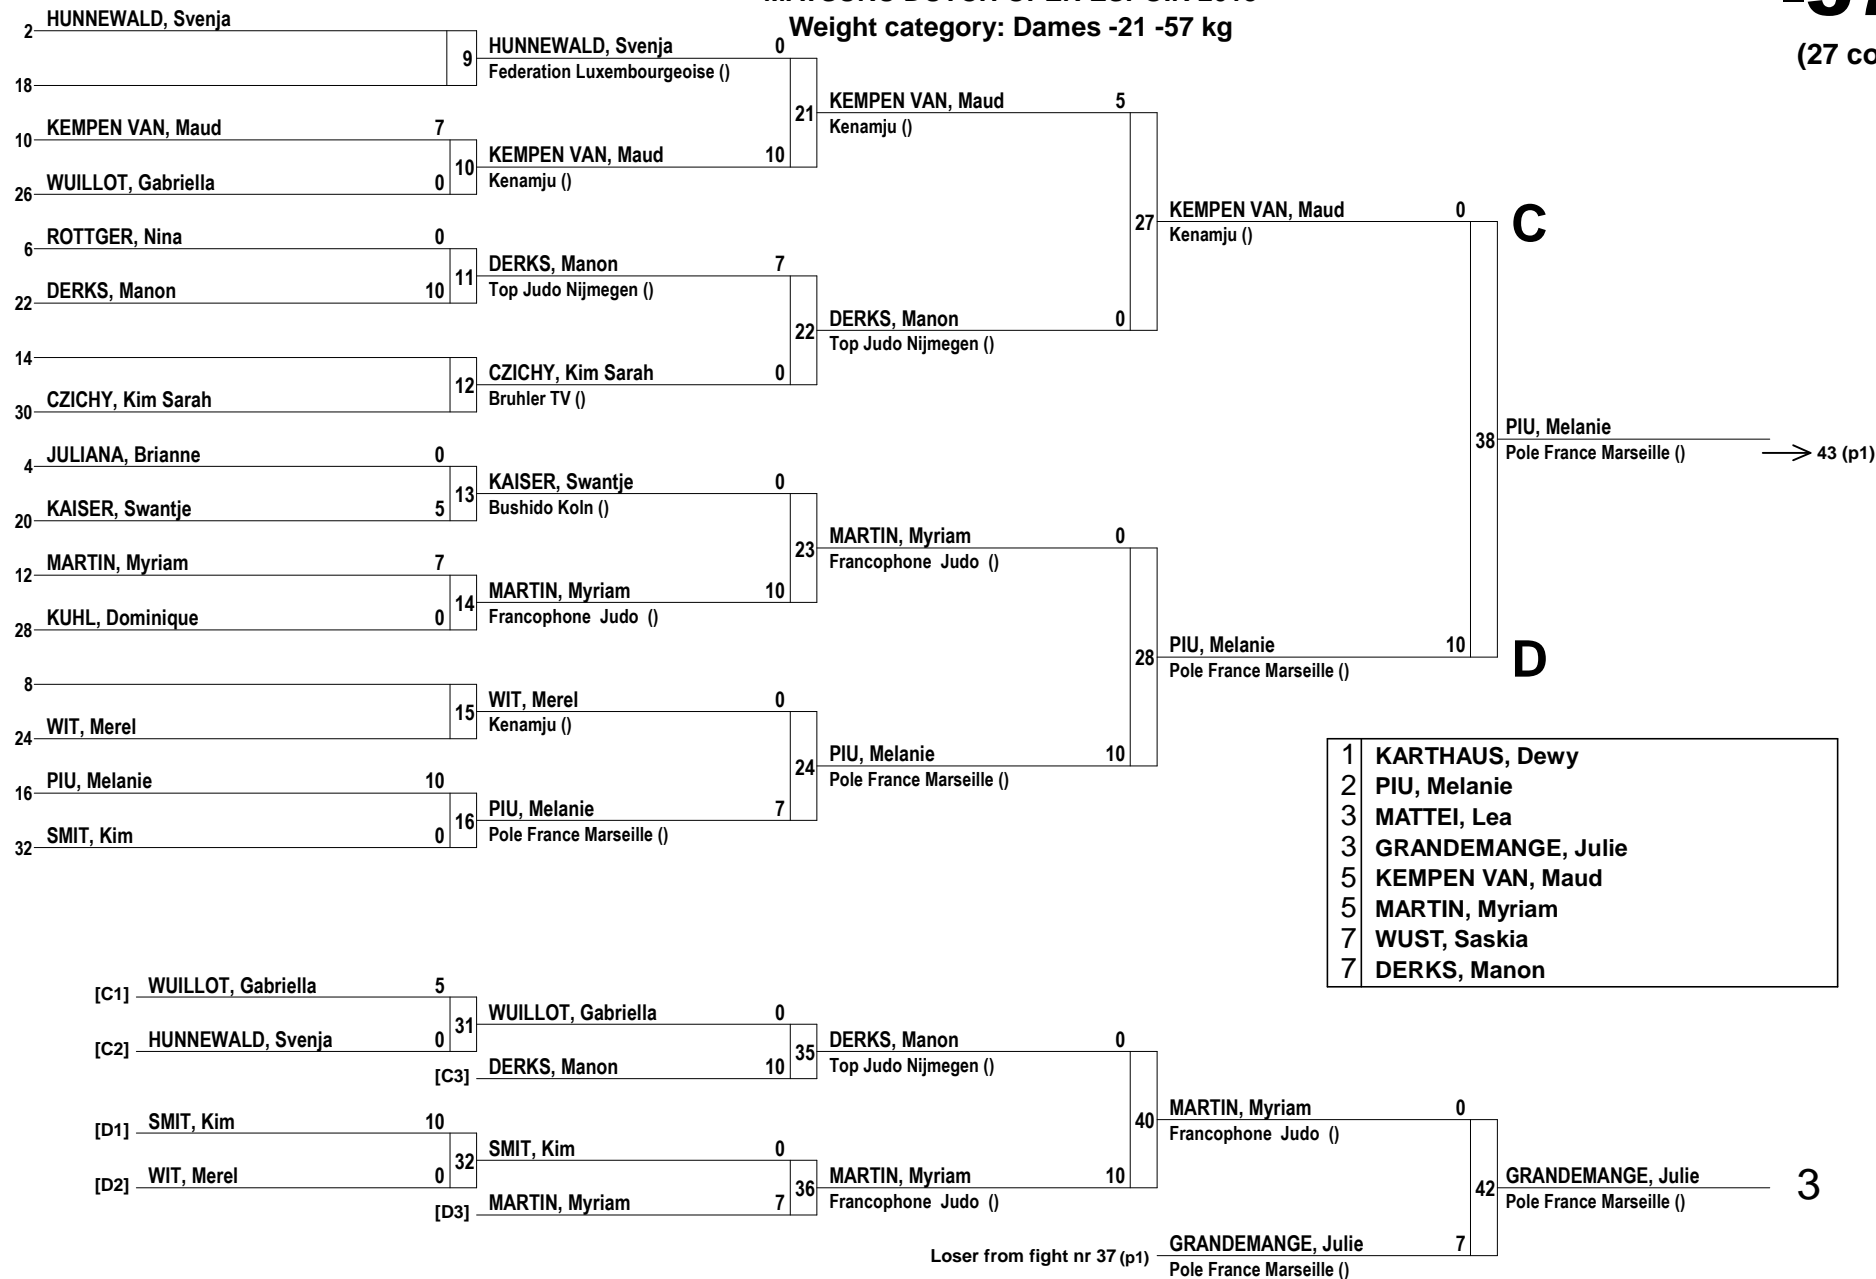 Weight category: Dames -21 -57 kg
(27 co
2 HUNNEWALD, Svenja
9 HUNNEWALD, Svenja 0
Federation Luxembourgeoise ()
18
21 KEMPEN VAN, Maud 5
Kenamju ()
10 KEMPEN VAN, Maud 7
10 KEMPEN VAN, Maud 10
Kenamju ()
26 WUILLOT, Gabriella 0
27 KEMPEN VAN, Maud 0
Kenamju ()
C
6 ROTTGER, Nina 0
11 DERKS, Manon 7
Top Judo Nijmegen ()
22 DERKS, Manon 10
22 DERKS, Manon 0
Top Judo Nijmegen ()
14
12 CZICHY, Kim Sarah 0
Bruhler TV ()
30 CZICHY, Kim Sarah
38 PIU, Melanie
Pole France Marseille ()
43 (p1)
4 JULIANA, Brianne 0
13 KAISER, Swantje 0
Bushido Koln ()
20 KAISER, Swantje 5
23 MARTIN, Myriam 0
Francophone Judo ()
12 MARTIN, Myriam 7
14 MARTIN, Myriam 10
Francophone Judo ()
28 KUHL, Dominique 0
28 PIU, Melanie 10
Pole France Marseille ()
D
8
15 WIT, Merel 0
Kenamju ()
24 WIT, Merel
24 PIU, Melanie 10
Pole France Marseille ()
16 PIU, Melanie 10
16 PIU, Melanie 7
Pole France Marseille ()
32 SMIT, Kim 0
1 KARTHAUS, Dewy
2 PIU, Melanie
3 MATTEI, Lea
3 GRANDEMANGE, Julie
5 KEMPEN VAN, Maud
5 MARTIN, Myriam
7 WUST, Saskia
7 DERKS, Manon
[C1] WUILLOT, Gabriella 5
31 WUILLOT, Gabriella 0
[C2] HUNNEWALD, Svenja 0
35 DERKS, Manon 0
Top Judo Nijmegen ()
[C3] DERKS, Manon 10
[D1] SMIT, Kim 10
40 MARTIN, Myriam 0
Francophone Judo ()
32 SMIT, Kim 0
[D2] WIT, Merel 0
36 MARTIN, Myriam 10
Francophone Judo ()
[D3] MARTIN, Myriam 7
42 GRANDEMANGE, Julie 3
Pole France Marseille ()
Loser from fight nr 37 (p1) GRANDEMANGE, Julie 7
Pole France Marseille ()